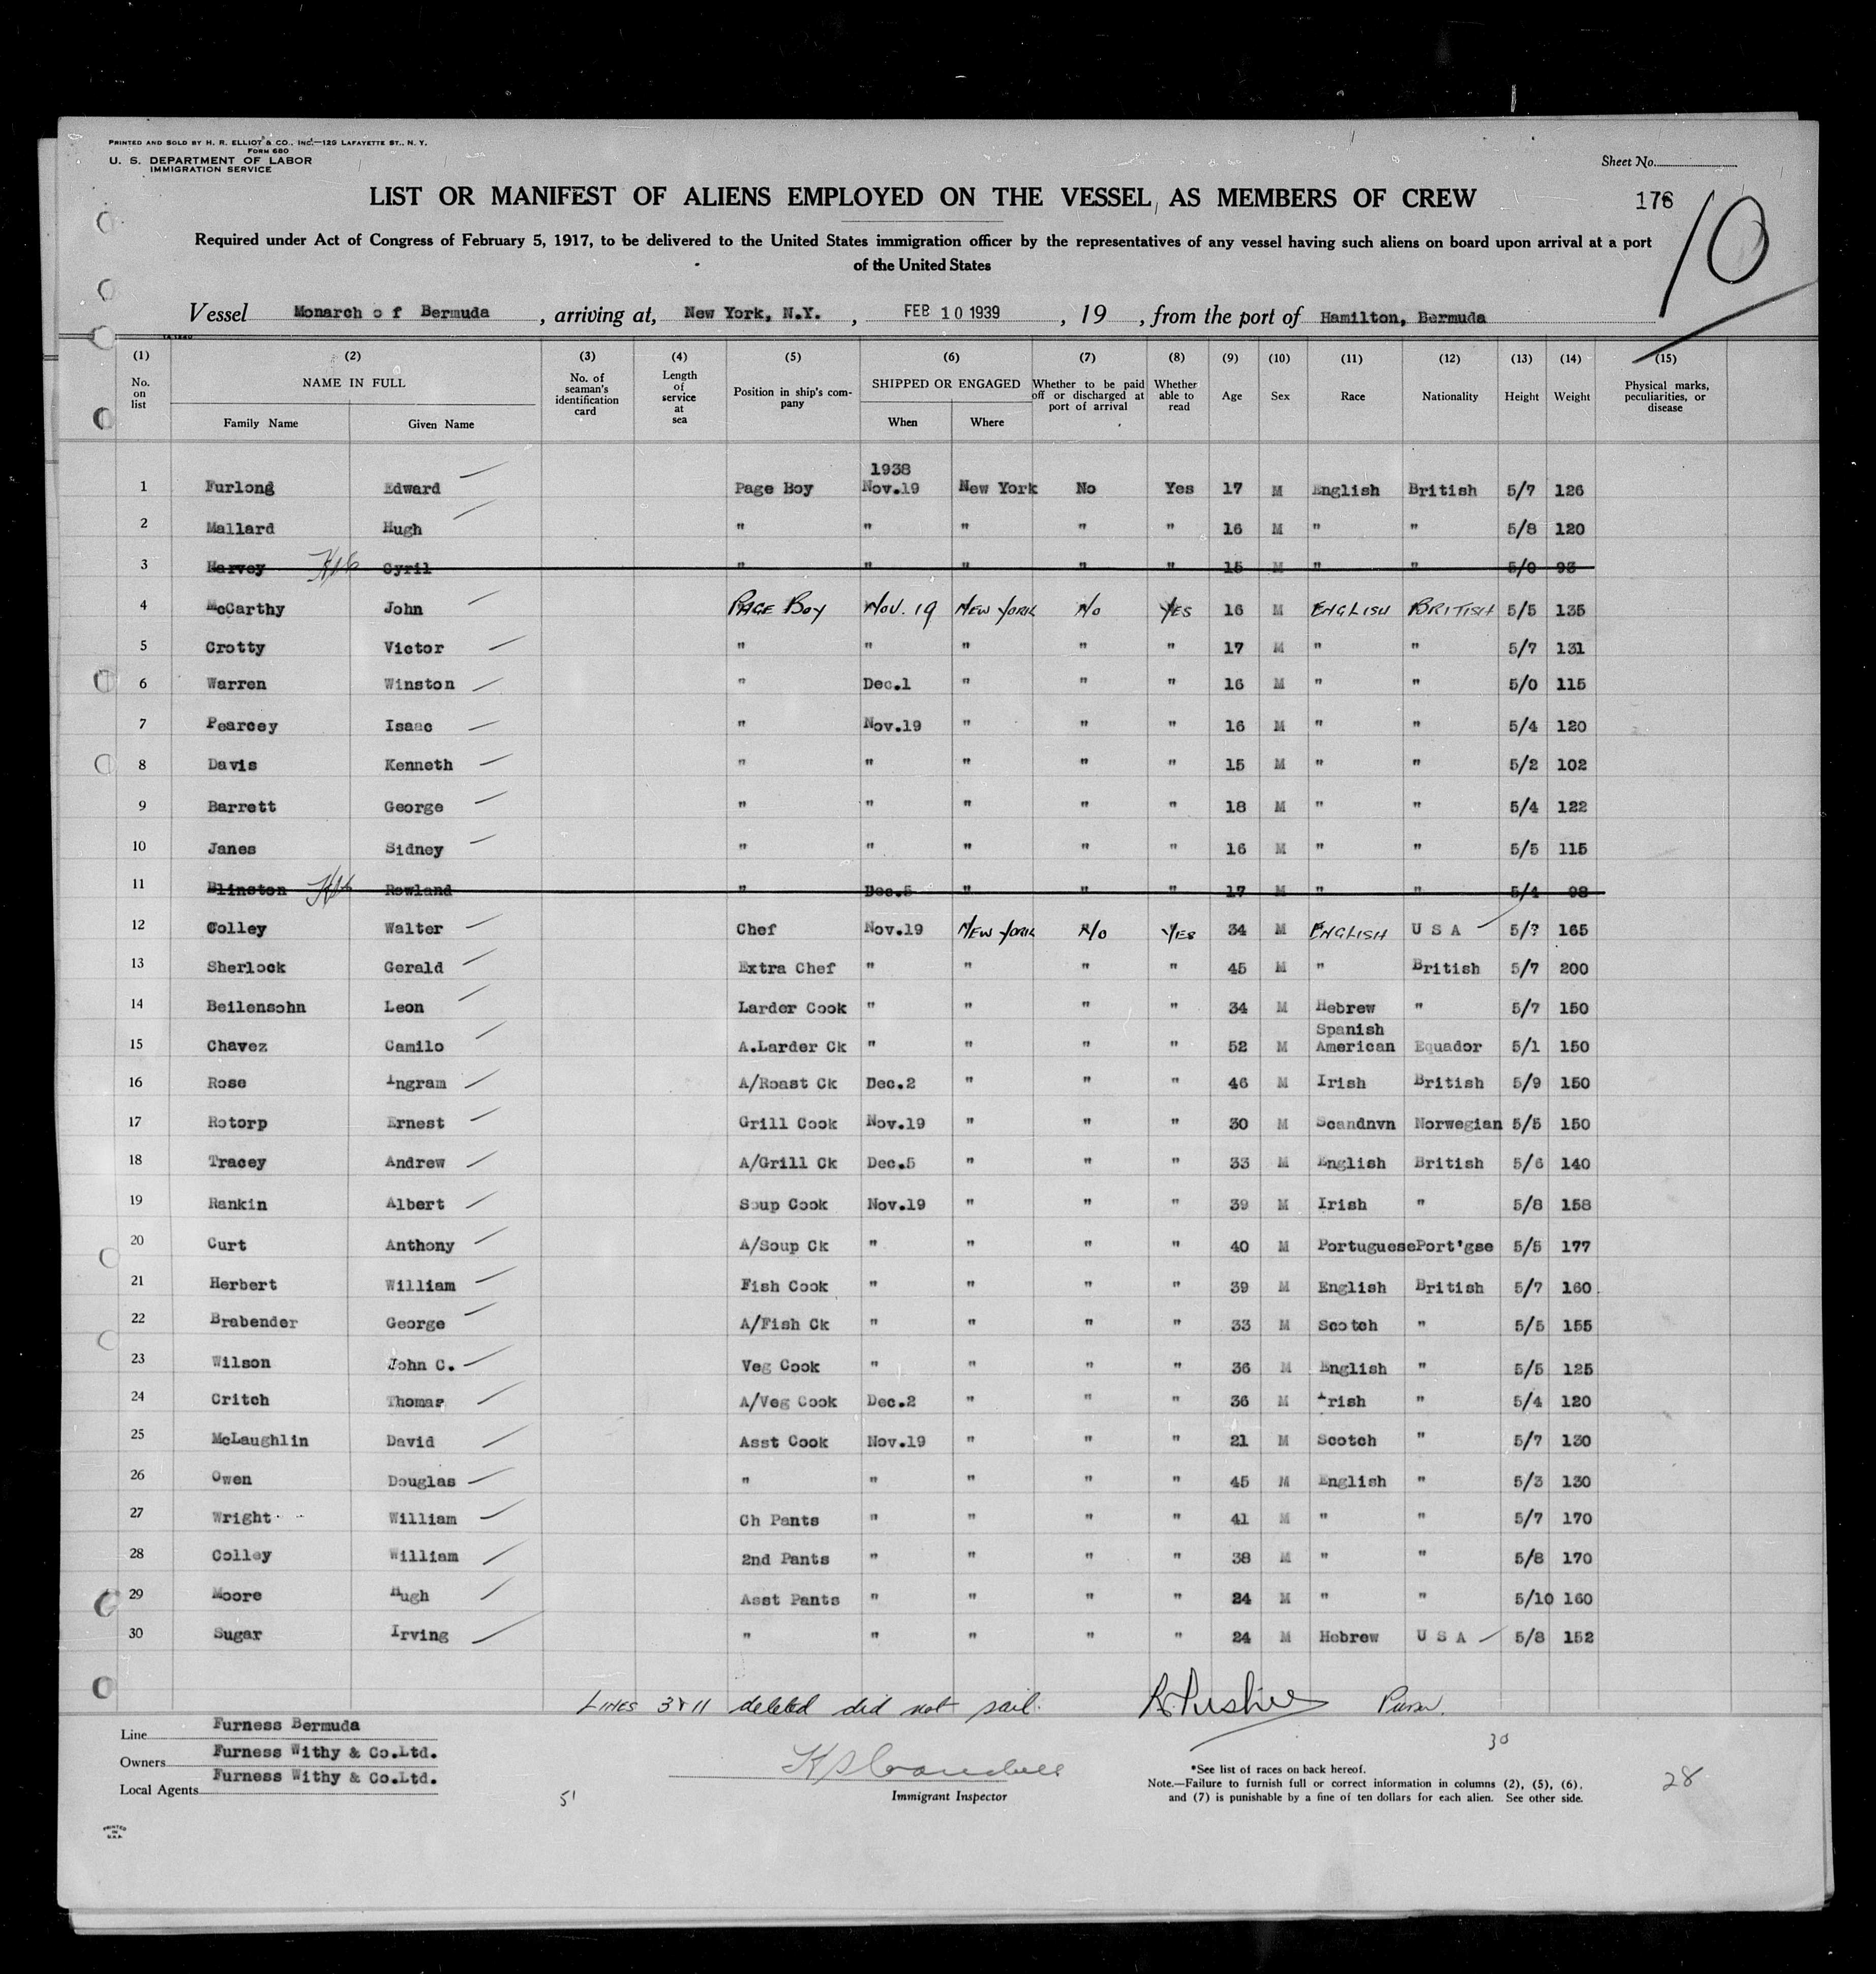 PRINTED AND SOLD BY H. R. ELLIOT & CO., INC.—129 LAFAYETTE ST., N. Y.
FORM 680
U. S. DEPARTMENT OF LABOR
IMMIGRATION SERVICE
Sheet No.
LIST OR MANIFEST OF ALIENS EMPLOYED ON THE VESSEL, AS MEMBERS OF CREW
176
10
Required under Act of Congress of February 5, 1917, to be delivered to the United States immigration officer by the representatives of any vessel having such aliens on board upon arrival at a port
of the United States
Vessel Monarch of Bermuda, arriving at, New York, N.Y., FEB 10 1939, 19, from the port of Hamilton, Bermuda
(1) (2) (3) (4) (5) (6) (7) (8) (9) (10) (11) (12) (13) (14) (15)
No. on list NAME IN FULL Family Name Given Name No. of seaman's identification card Length of service at sea Position in ship's company SHIPPED OR ENGAGED When Where Whether to be paid off or discharged at port of arrival Whether able to read Age Sex Race Nationality Height Weight Physical marks, peculiarities, or disease
1938
1 Furlong Edward Page Boy Nov.19 New York No Yes 17 M English British 5/7 126
2 Mallard Hugh " " " " " 16 M " " 5/8 120
3 Harvey Cyril " " " " " 15 M " " 5/0 93
4 McCarthy John PAGE BOY NOV. 19 NEW YORK NO YES 16 M ENGLISH BRITISH 5/5 135
5 Crotty Victor " " " " " 17 M " " 5/7 131
6 Warren Winston " Dec.1 " " " 16 M " " 5/0 115
7 Pearcey Isaac " Nov.19 " " " 16 M " " 5/4 120
8 Davis Kenneth " " " " " 15 M " " 5/2 102
9 Barrett George " " " " " 18 M " " 5/4 122
10 Janes Sidney " " " " " 16 M " " 5/5 115
11 Elinston Rowland " Dec.5 " " " 17 M " " 5/4 98
12 Colley Walter Chef Nov.19 NEW YORK NO YES 34 M ENGLISH U S A 5/? 165
13 Sherlock Gerald Extra Chef " " " " 45 M " British 5/7 200
14 Beilensohn Leon Larder Cook " " " " 34 M Hebrew " 5/7 150
15 Chavez Camilo A.Larder Ck " " " " 52 M Spanish American Equador 5/1 150
16 Rose Ingram A/Roast Ck Dec.2 " " " 46 M Irish British 5/9 150
17 Rotorp Ernest Grill Cook Nov.19 " " " 30 M Scandnvn Norwegian 5/5 150
18 Tracey Andrew A/Grill Ck Dec.5 " " " 33 M English British 5/6 140
19 Rankin Albert Soup Cook Nov.19 " " " 39 M Irish " 5/8 158
20 Curt Anthony A/Soup Ck " " " " 40 M Portuguese Port'gse 5/5 177
21 Herbert William Fish Cook " " " " 39 M English British 5/7 160
22 Brabender George A/Fish Ck " " " " 33 M Scotch " 5/5 155
23 Wilson John C. Veg Cook " " " " 36 M English " 5/5 125
24 Critch Thomas A/Veg Cook Dec.2 " " " 36 M Irish " 5/4 120
25 McLaughlin David Asst Cook Nov.19 " " " 21 M Scotch " 5/7 130
26 Owen Douglas " " " " " 45 M English " 5/3 130
27 Wright William Ch Pants " " " " 41 M " " 5/7 170
28 Colley William 2nd Pants " " " " 38 M " " 5/8 170
29 Moore Hugh Asst Pants " " " " 24 M " " 5/10 160
30 Sugar Irving " " " " " 24 M Hebrew U S A 5/8 152
LINES 3 & 11 deleted did not sail.
Line Furness Bermuda
Owners Furness Withy & Co.Ltd.
Local Agents Furness Withy & Co.Ltd.
51
Immigrant Inspector
30
*See list of races on back hereof.
Note.—Failure to furnish full or correct information in columns (2), (5), (6),
and (7) is punishable by a fine of ten dollars for each alien. See other side.
28
PRINTED
IN
U.S.A.